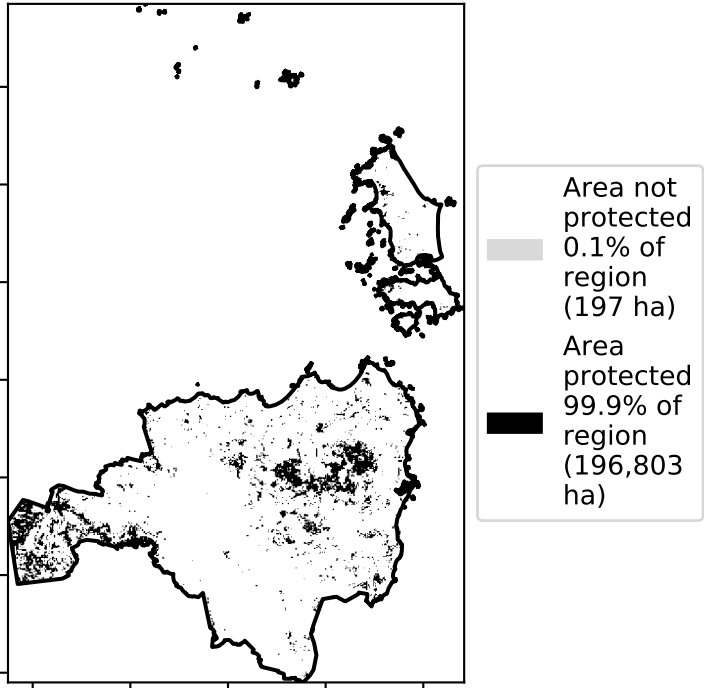 Area not
protected
0.1% of
region
(197 ha)
Area
protected
99.9% of
region
(196,803
ha)